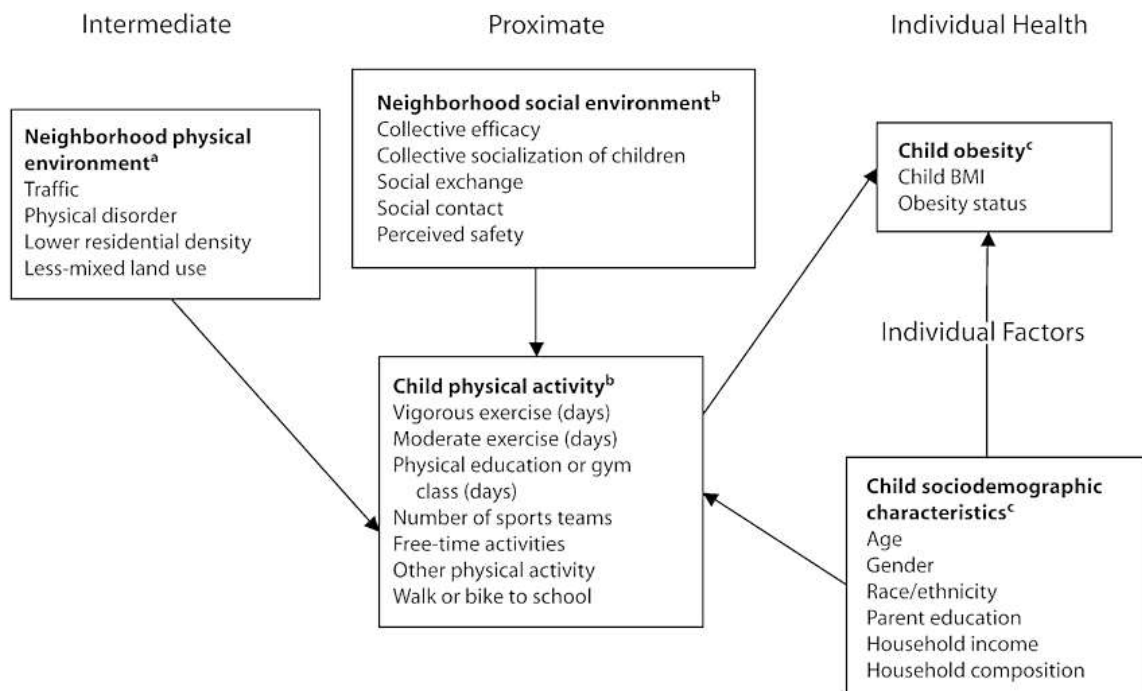 Intermediate
Proximate
Individual Health
Neighborhood physical
environmentᵃ
Traffic
Physical disorder
Lower residential density
Less-mixed land use
Neighborhood social environmentᵇ
Collective efficacy
Collective socialization of children
Social exchange
Social contact
Perceived safety
Child obesityᶜ
Child BMI
Obesity status
Individual Factors
Child physical activityᵇ
Vigorous exercise (days)
Moderate exercise (days)
Physical education or gym
class (days)
Number of sports teams
Free-time activities
Other physical activity
Walk or bike to school
Child sociodemographic
characteristicsᶜ
Age
Gender
Race/ethnicity
Parent education
Household income
Household composition